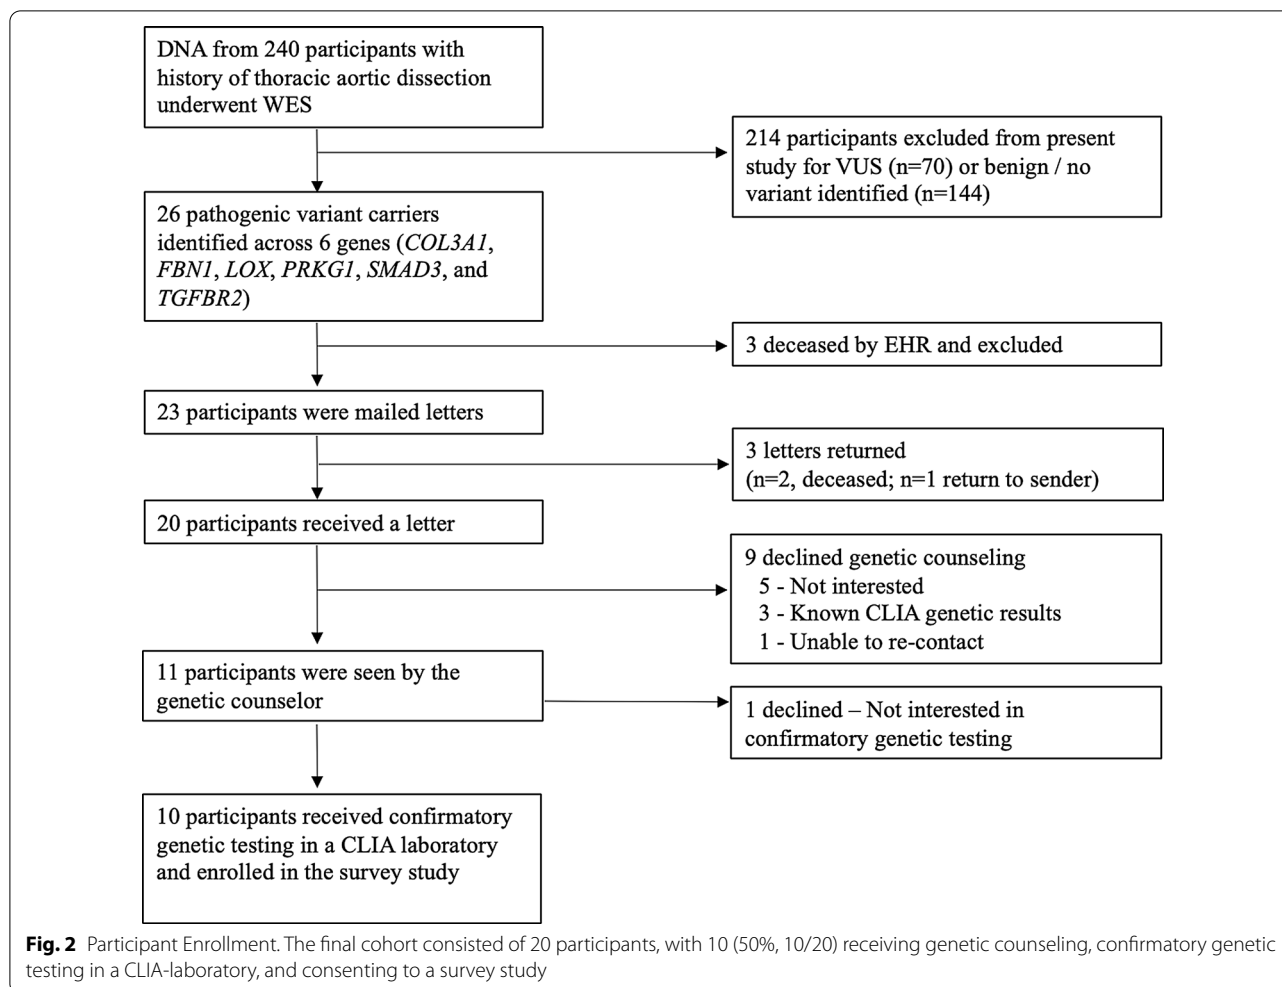 DNA from 240 participants with
history of thoracic aortic dissection
underwent WES
214 participants excluded from present
study for VUS (n=70) or benign / no
variant identified (n=144)
26 pathogenic variant carriers
identified across 6 genes (COL3A1,
FBN1, LOX, PRKG1, SMAD3, and
TGFBR2)
3 deceased by EHR and excluded
23 participants were mailed letters
3 letters returned
(n=2, deceased; n=1 return to sender)
20 participants received a letter
9 declined genetic counseling
5 - Not interested
3 - Known CLIA genetic results
1 - Unable to re-contact
11 participants were seen by the
genetic counselor
1 declined – Not interested in
confirmatory genetic testing
10 participants received confirmatory
genetic testing in a CLIA laboratory
and enrolled in the survey study
Fig. 2 Participant Enrollment. The final cohort consisted of 20 participants, with 10 (50%, 10/20) receiving genetic counseling, confirmatory genetic
testing in a CLIA-laboratory, and consenting to a survey study